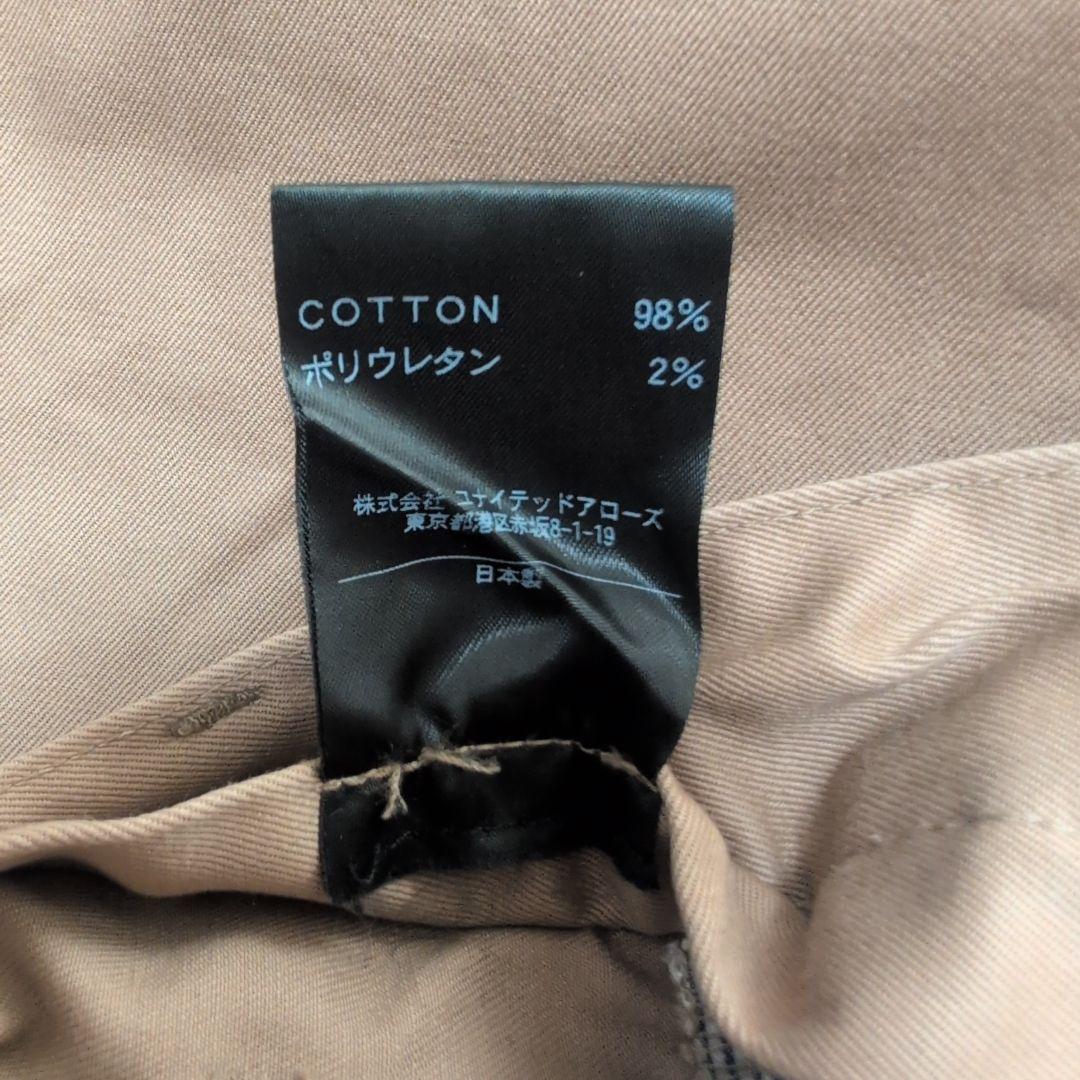 COTTON 98%
ポリウレタン 2%
株式会社 ユナイテッドアローズ
東京都港区赤坂8-1-19
日本製